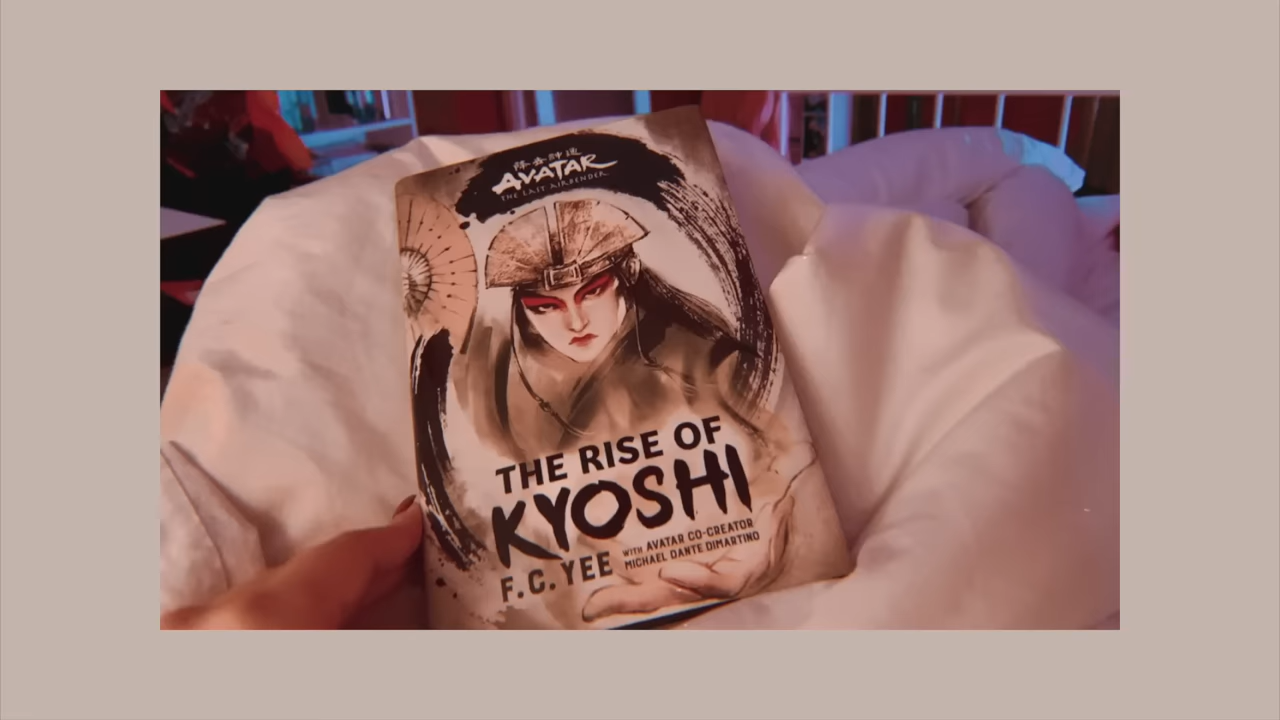 AVATAR
THE LAST AIRBENDER
THE RISE OF
KYOSHI
F.C. YEE
WITH AVATAR CO-CREATOR
MICHAEL DANTE DIMARTINO